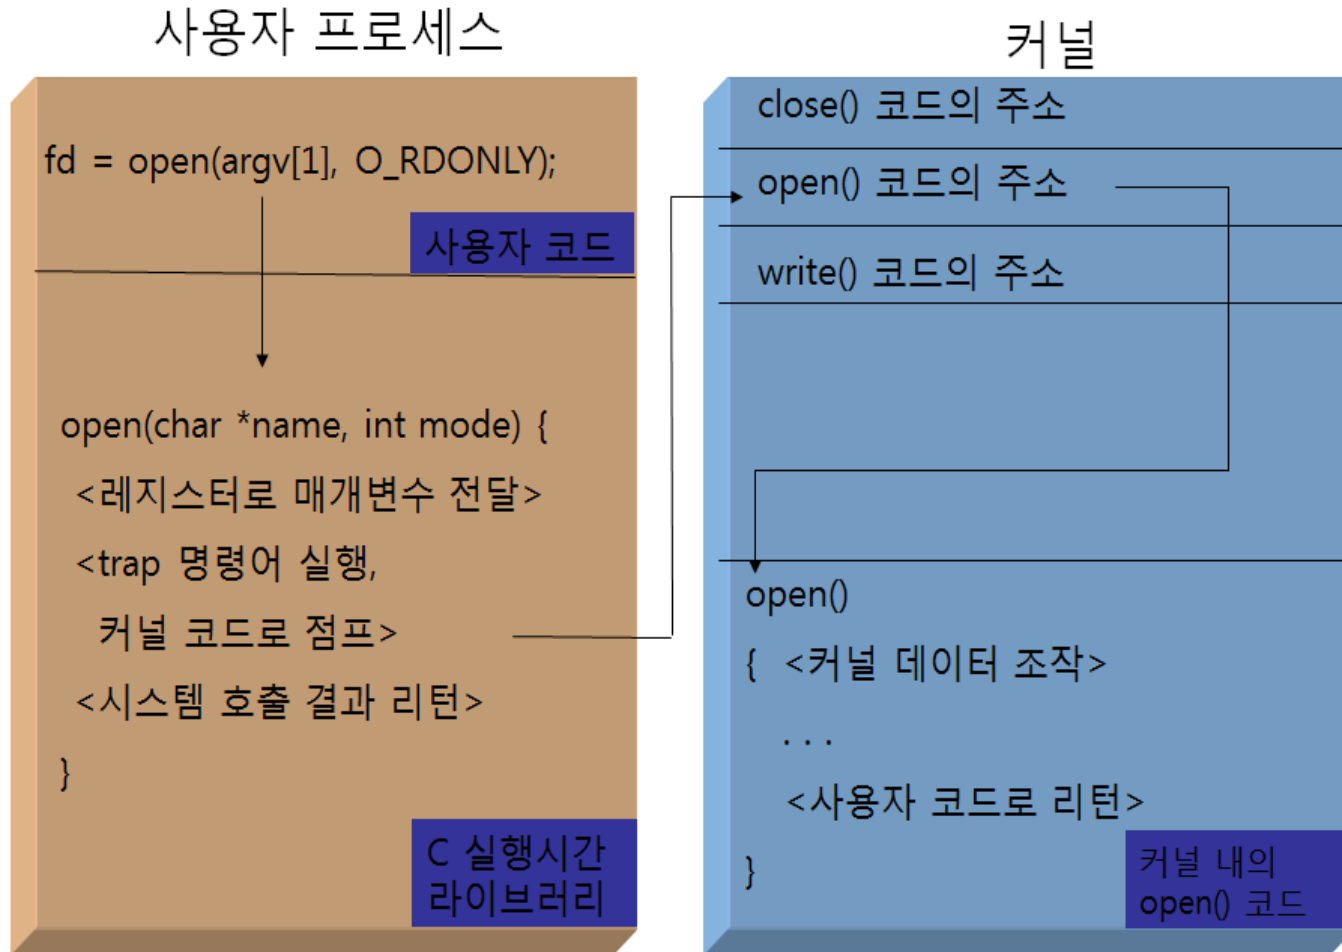 사용자 프로세스
fd = open(argv[1], O_RDONLY);
사용자 코드
open(char *name, int mode) {
<레지스터로 매개변수 전달>
<trap 명령어 실행,
커널 코드로 점프>
<시스템 호출 결과 리턴>
}
C 실행시간
라이브러리
커널
close() 코드의 주소
open() 코드의 주소
write() 코드의 주소
open()
{ <커널 데이터 조작>
. . .
<사용자 코드로 리턴>
}
커널 내의
open() 코드